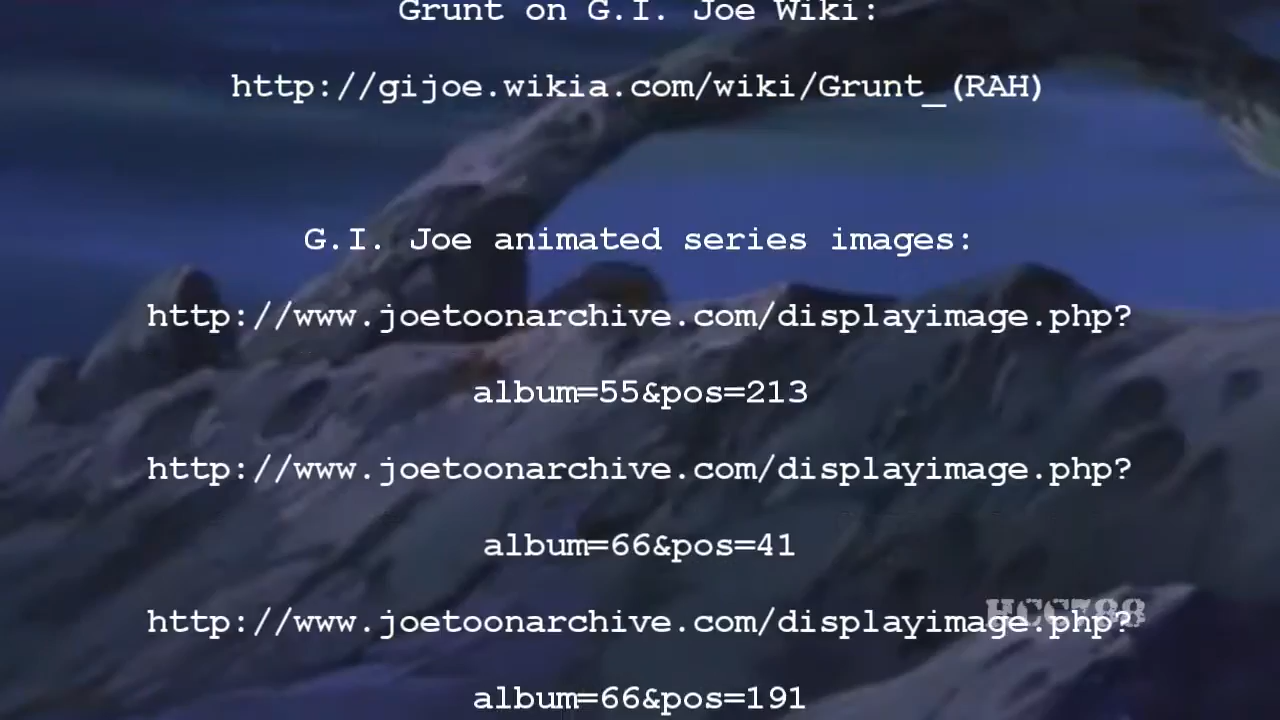 Grunt on G.I. Joe Wiki:
http://gijoe.wikia.com/wiki/Grunt_(RAH)
G.I. Joe animated series images:
http://www.joetoonarchive.com/displayimage.php?
album=55&pos=213
http://www.joetoonarchive.com/displayimage.php?
album=66&pos=41
HCC788
http://www.joetoonarchive.com/displayimage.php?
album=66&pos=191